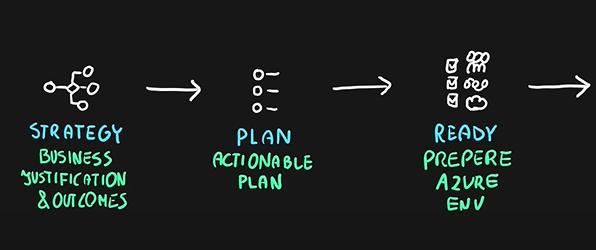 STRATEGY
BUSINESS
JUSTIFICATION
& OUTCOMES
PLAN
ACTIONABLE
PLAN
READY
PREPERE
AZURE
ENV